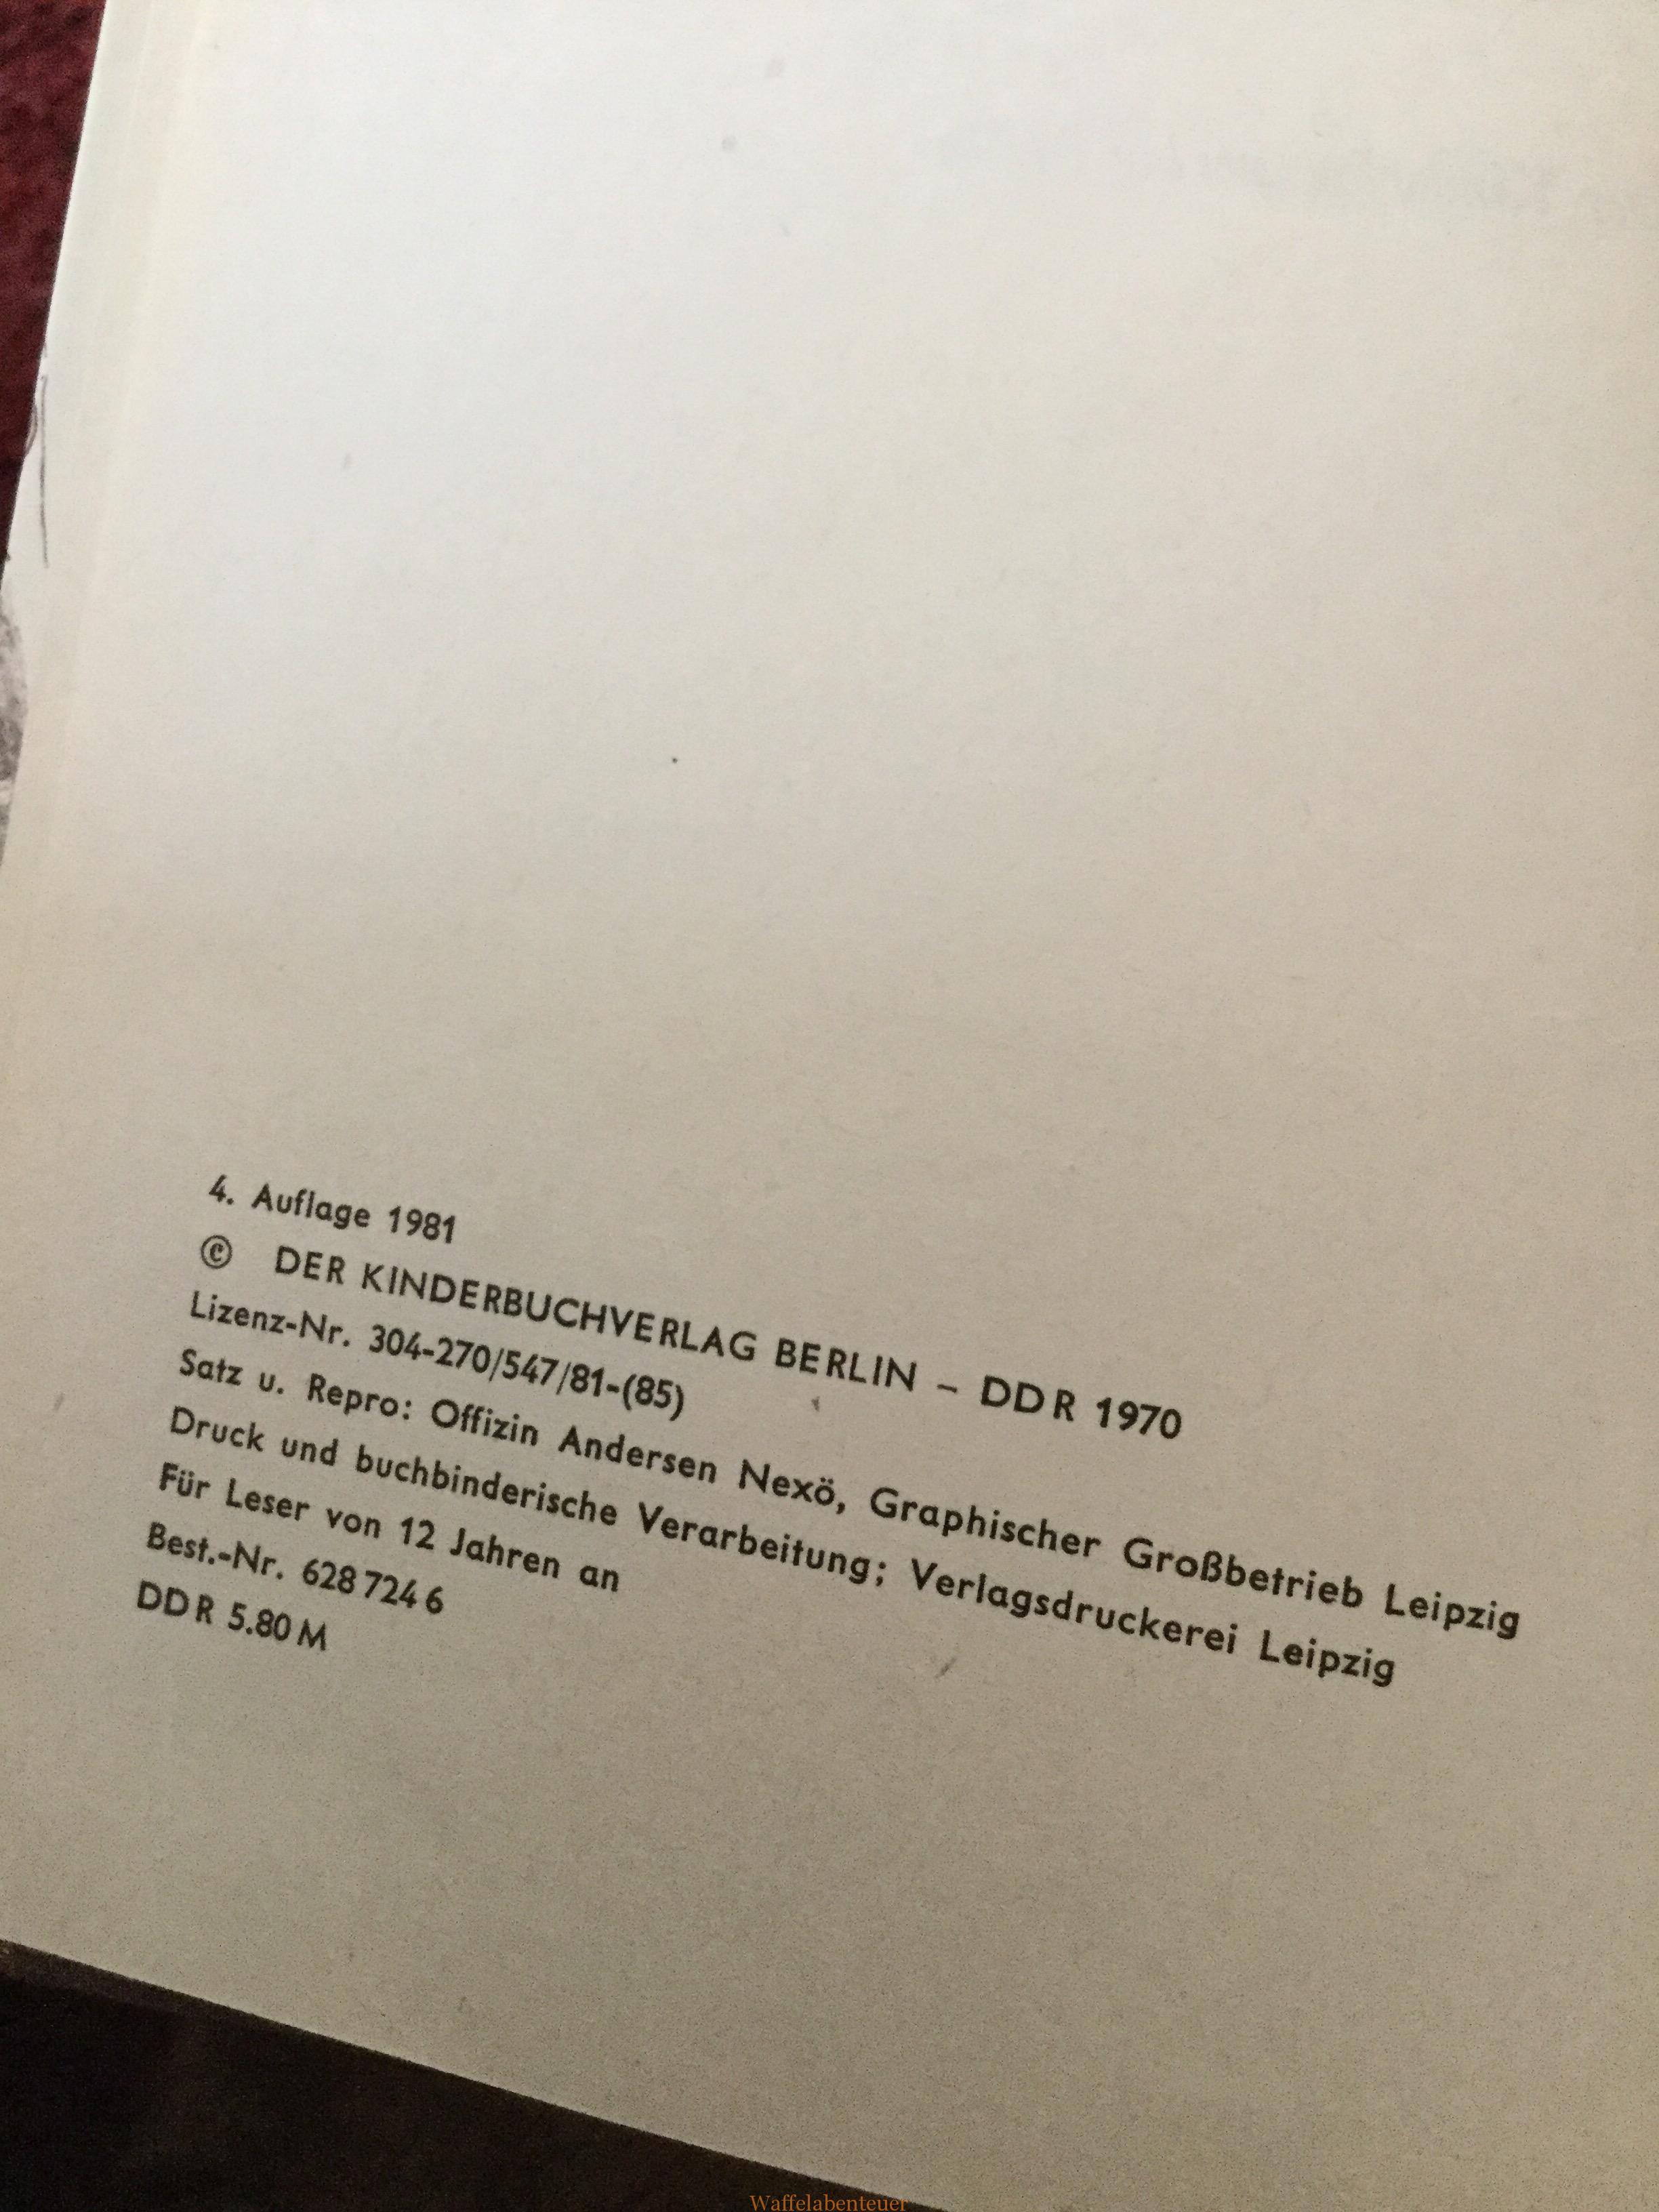 4. Auflage 1981
© DER KINDERBUCHVERLAG BERLIN – DDR 1970
Lizenz-Nr. 304-270/547/81-(85)
Satz u. Repro: Offizin Andersen Nexö, Graphischer Großbetrieb Leipzig
Druck und buchbinderische Verarbeitung; Verlagsdruckerei Leipzig
Für Leser von 12 Jahren an
Best.-Nr. 628 724 6
DDR 5.80 M
Waffelabenteuer